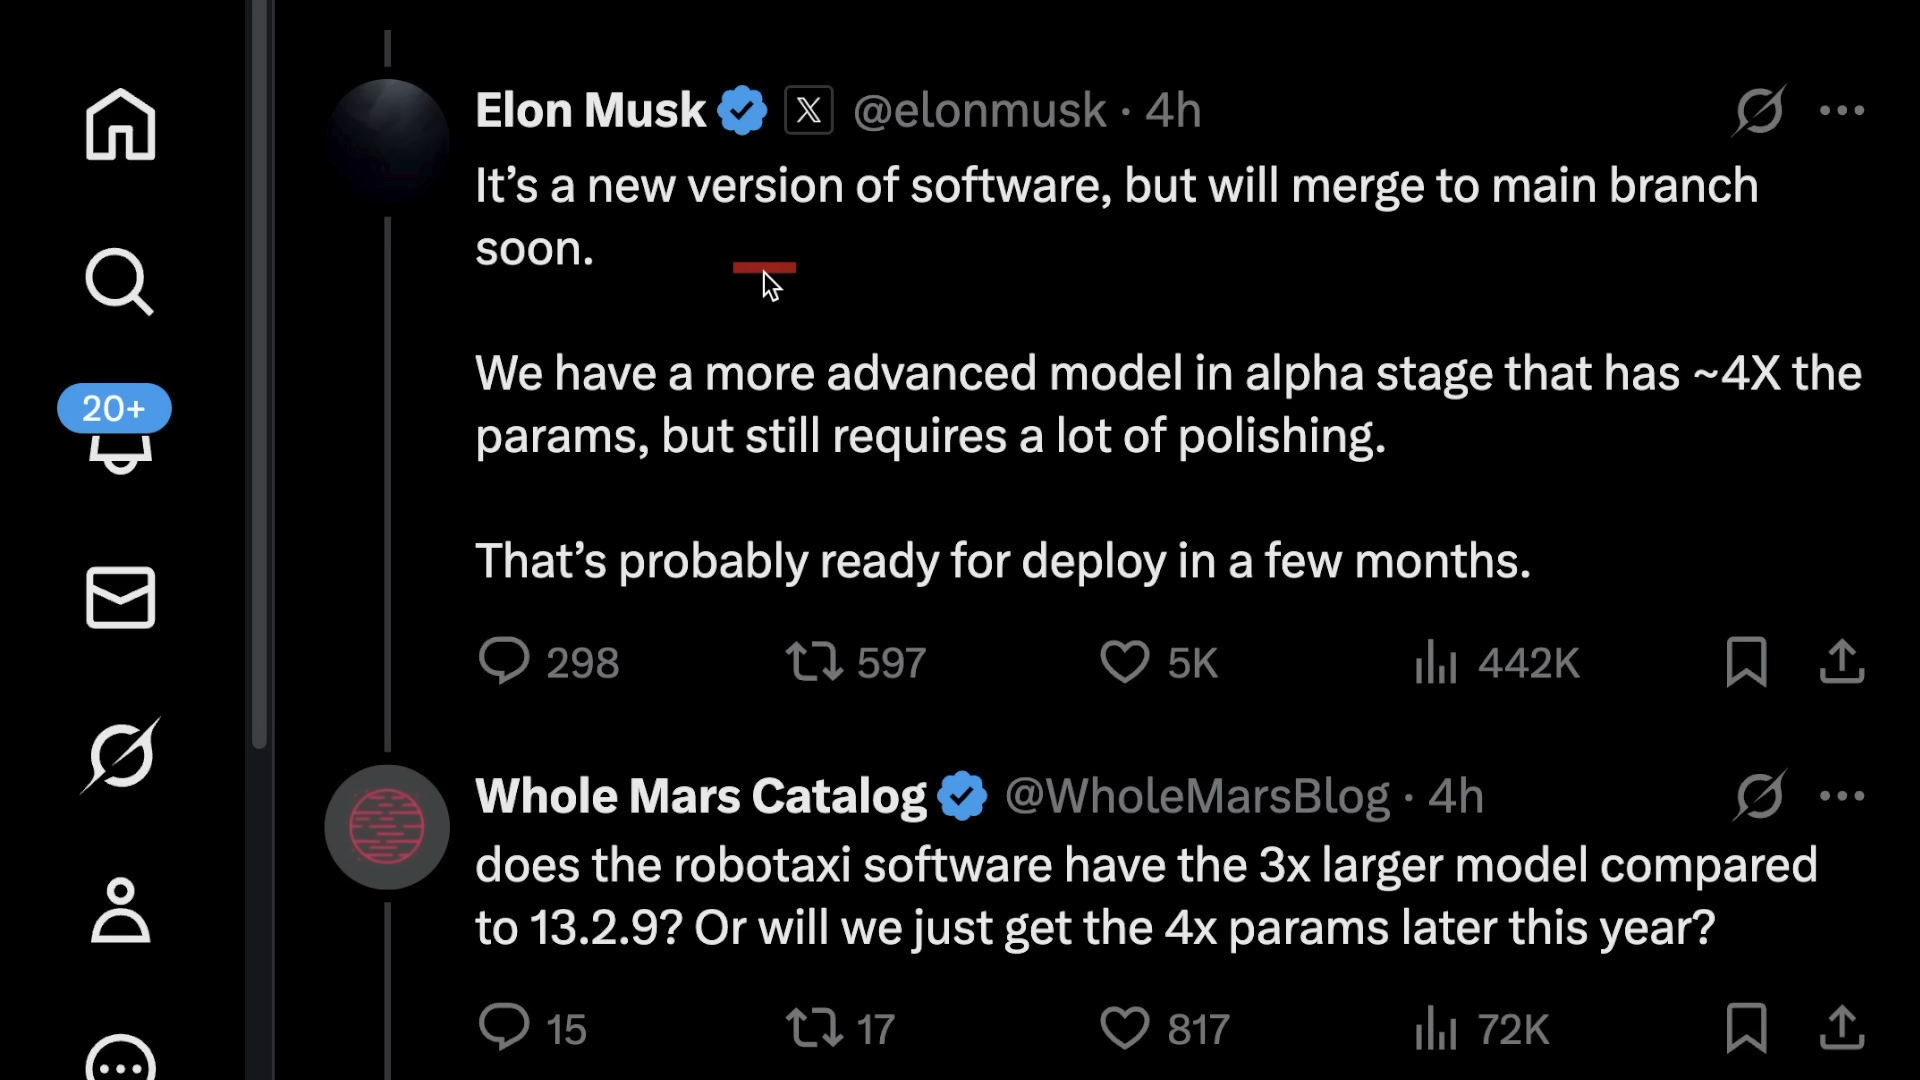 Elon Musk @elonmusk · 4h
It’s a new version of software, but will merge to main branch
soon.
20+
We have a more advanced model in alpha stage that has ~4X the
params, but still requires a lot of polishing.
That’s probably ready for deploy in a few months.
298 597 5K 442K
Whole Mars Catalog @WholeMarsBlog · 4h
does the robotaxi software have the 3x larger model compared
to 13.2.9? Or will we just get the 4x params later this year?
15 17 817 72K